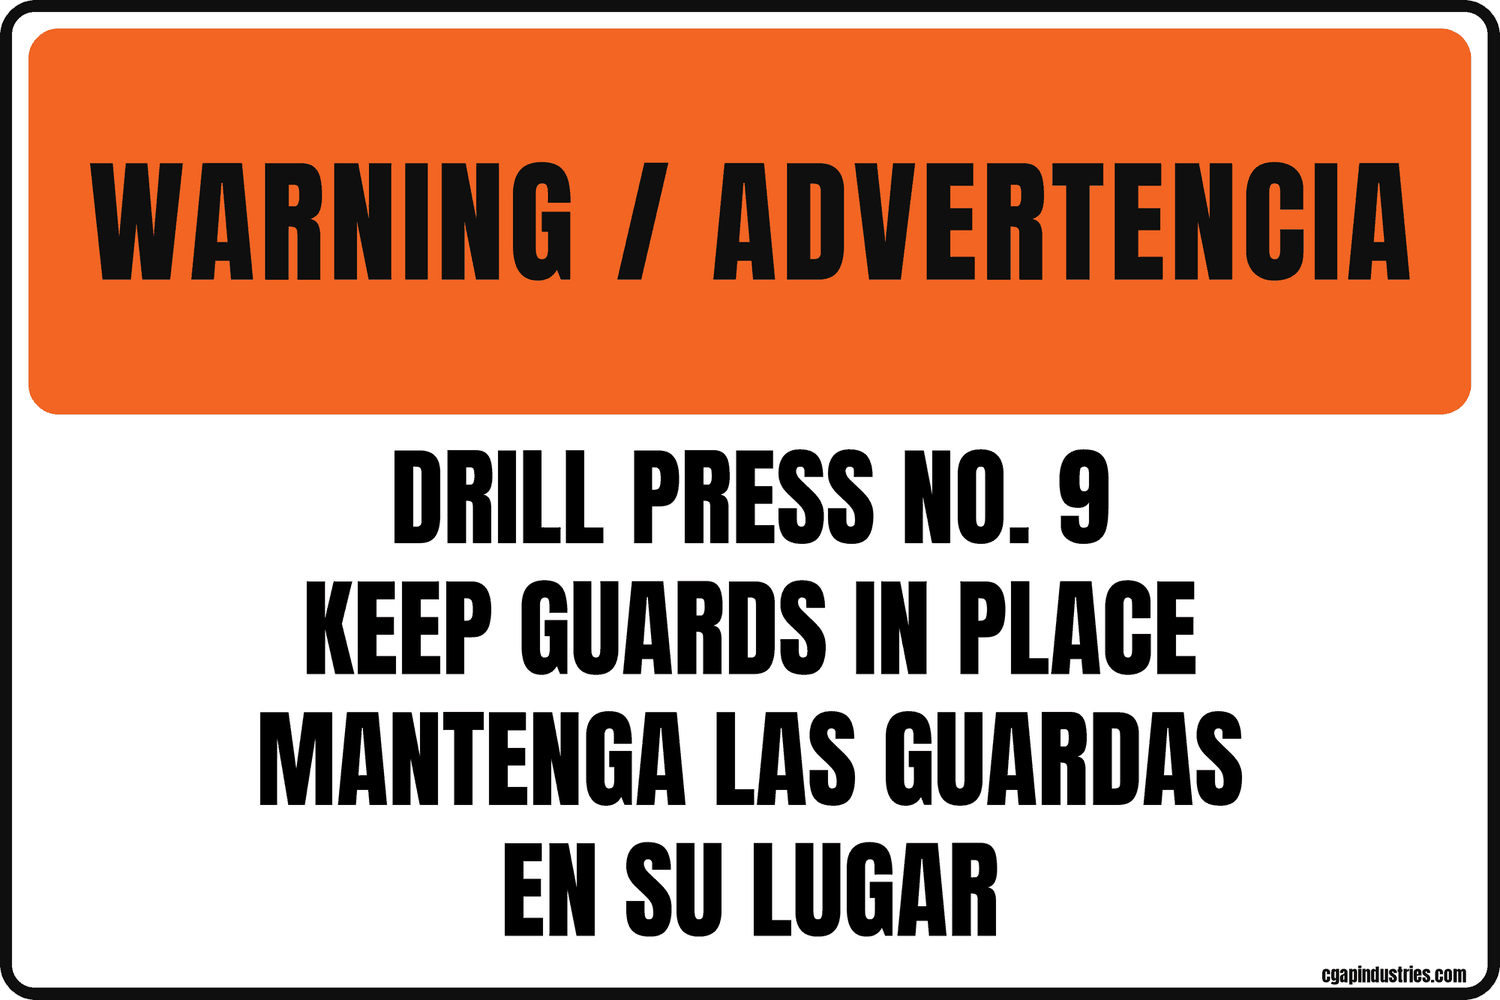 WARNING / ADVERTENCIA
DRILL PRESS NO. 9
KEEP GUARDS IN PLACE
MANTENGA LAS GUARDAS
EN SU LUGAR
cgapindustries.com